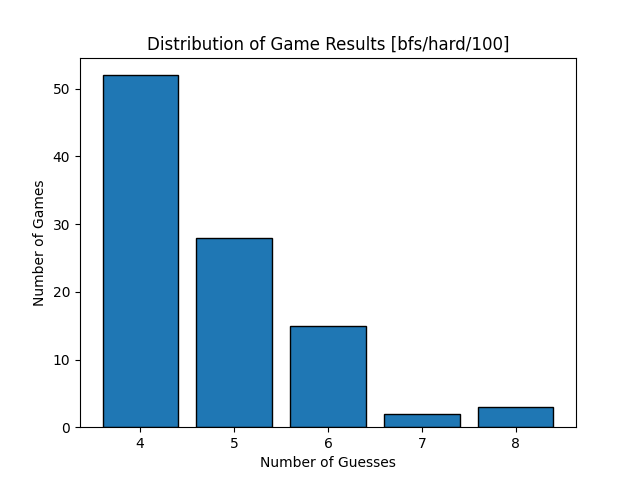 Distribution of Game Results [bfs/hard/100]
Number of Games
50
40
30
20
10
0
4 5 6 7 8
Number of Guesses